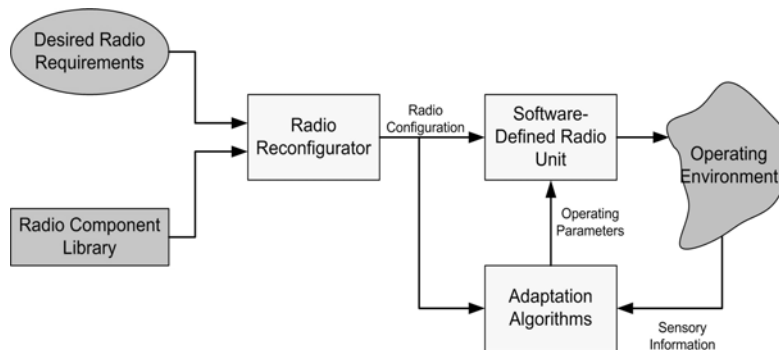 Desired Radio
Requirements
Radio Component
Library
Radio
Reconfigurator
Radio
Configuration
Software-
Defined Radio
Unit
Operating
Environment
Operating
Parameters
Adaptation
Algorithms
Sensory
Information